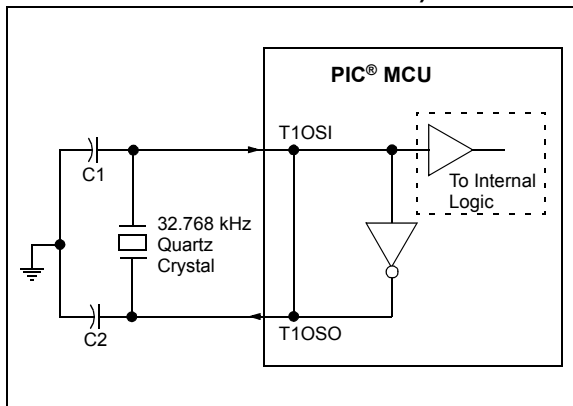 PIC® MCU
T1OSI
C1
To Internal
Logic
32.768 kHz
Quartz
Crystal
C2
T1OSO